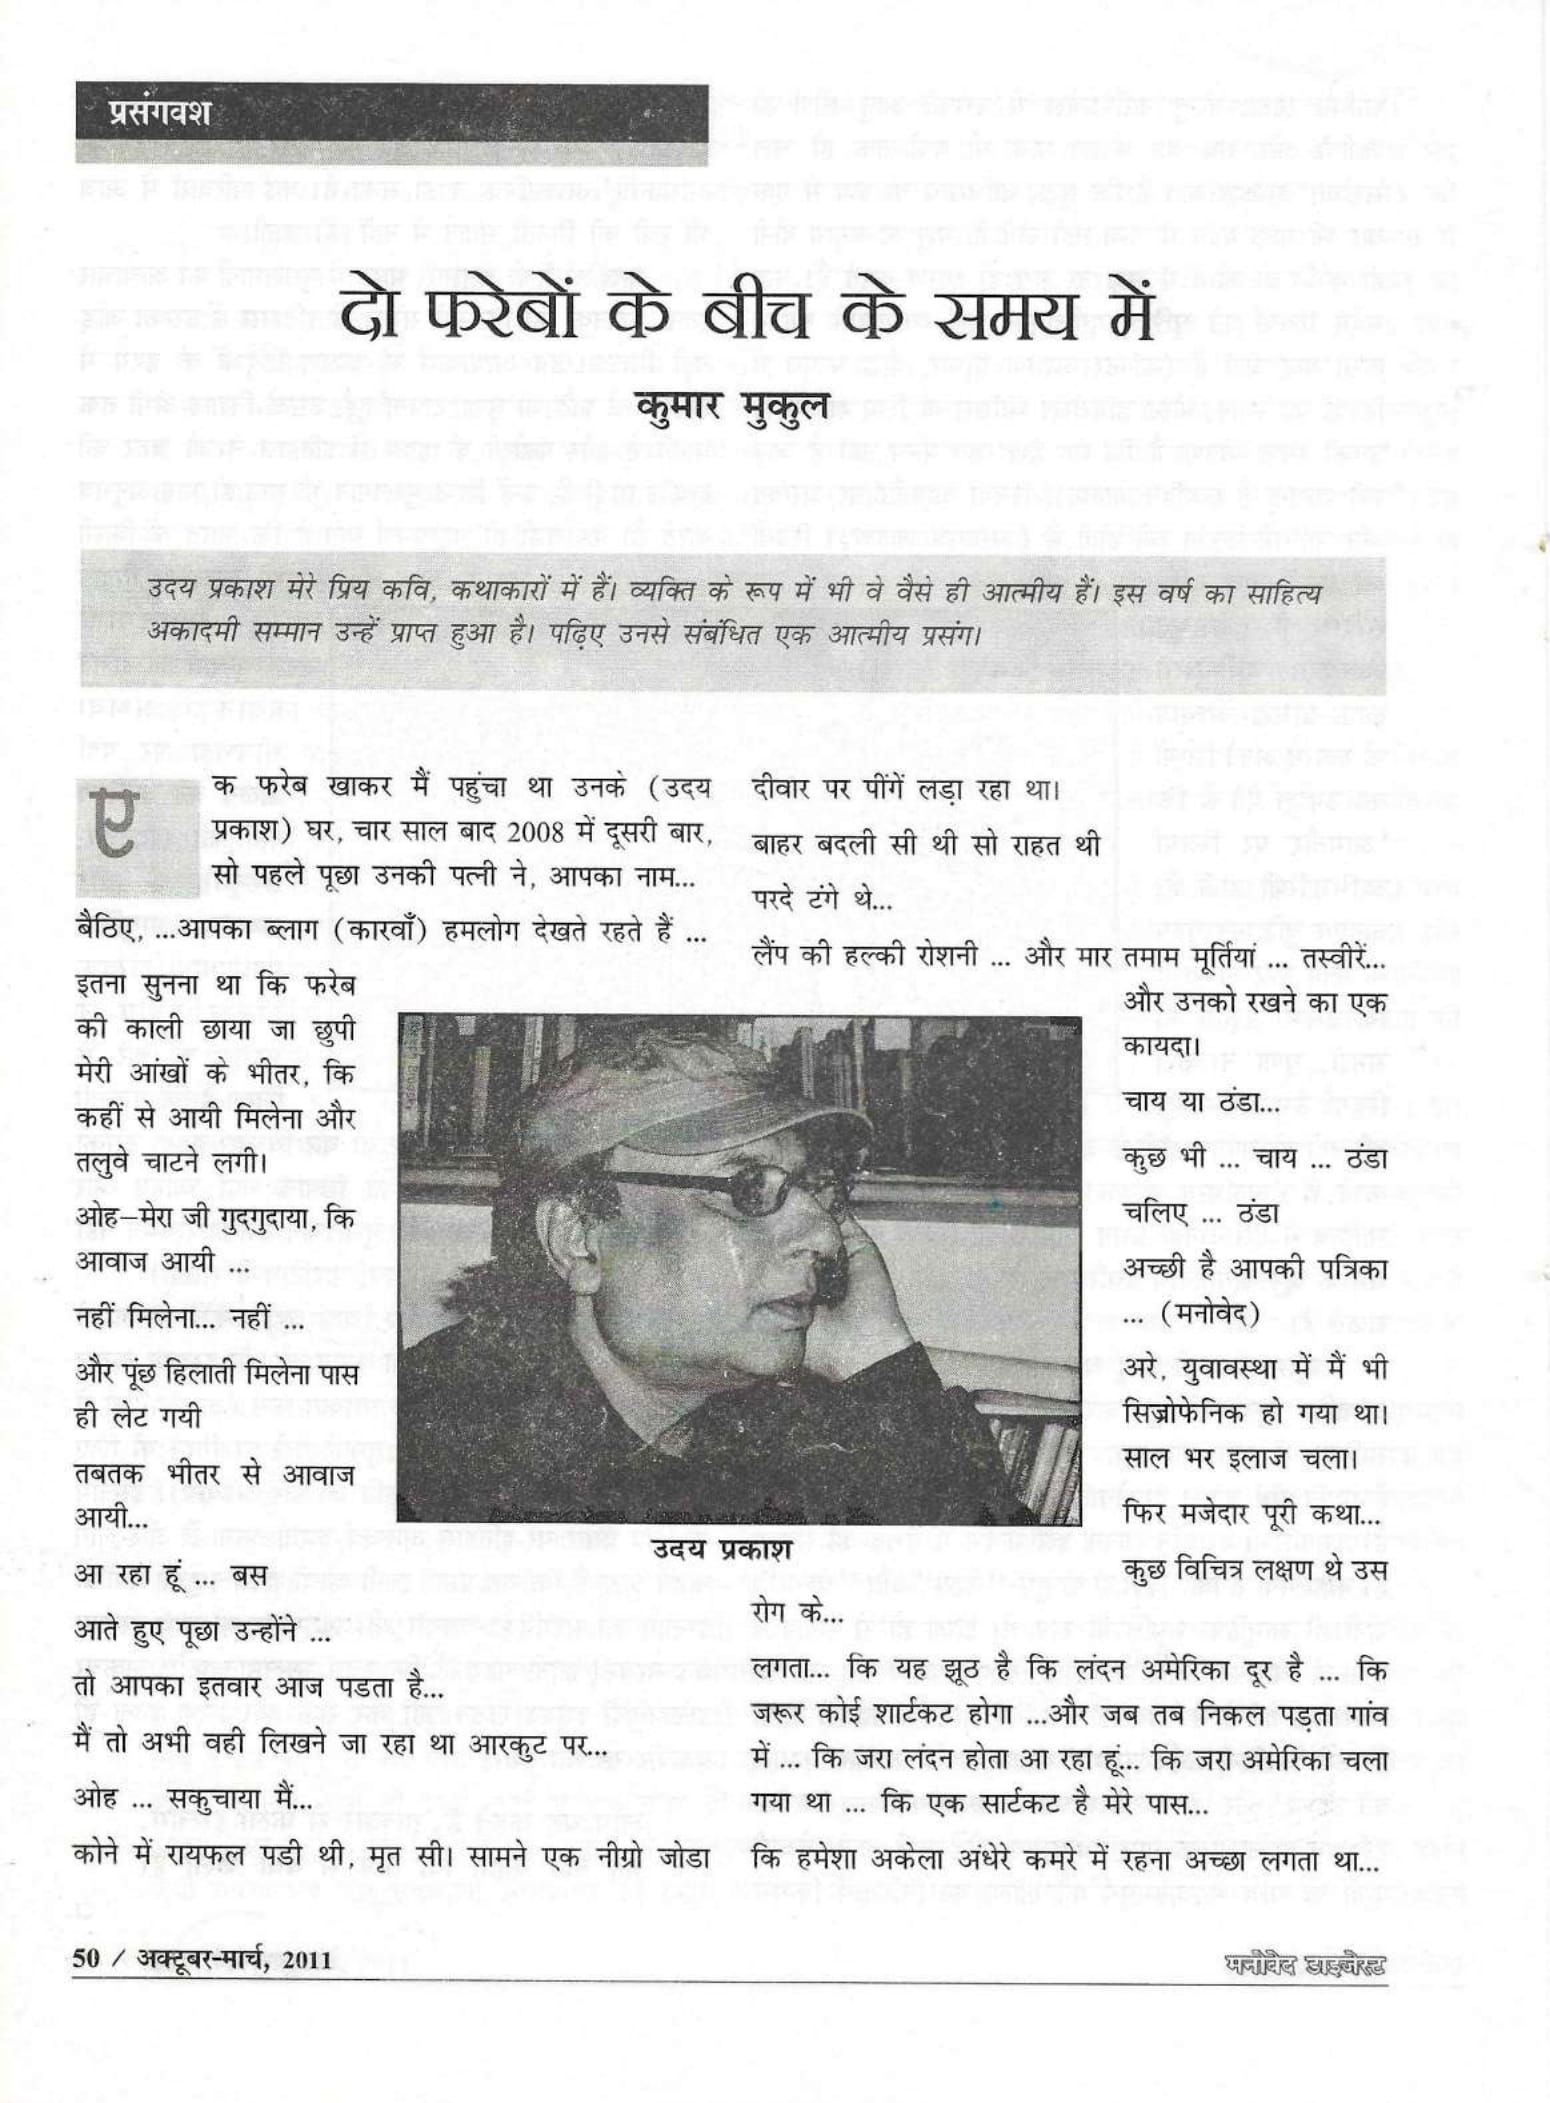 प्रसंगवश
दो फरेबों के बीच के समय में
कुमार मुकुल
उदय प्रकाश मेरे प्रिय कवि, कथाकारों में हैं। व्यक्ति के रूप में भी वे वैसे ही आत्मीय हैं। इस वर्ष का साहित्य
अकादमी सम्मान उन्हें प्राप्त हुआ है। पढ़िए उनसे संबंधित एक आत्मीय प्रसंग।
एक फरेब खाकर मैं पहुंचा था उनके (उदय
प्रकाश) घर, चार साल बाद 2008 में दूसरी बार,
सो पहले पूछा उनकी पत्नी ने, आपका नाम...
बैठिए, ...आपका ब्लाग (कारवाँ) हमलोग देखते रहते हैं ...
इतना सुनना था कि फरेब
की काली छाया जा छुपी
मेरी आंखों के भीतर, कि
कहीं से आयी मिलेना और
तलुवे चाटने लगी।
ओह–मेरा जी गुदगुदाया, कि
आवाज आयी ...
नहीं मिलेना... नहीं ...
और पूंछ हिलाती मिलेना पास
ही लेट गयी
तबतक भीतर से आवाज
आयी...
आ रहा हूं ... बस
आते हुए पूछा उन्होंने ...
तो आपका इतवार आज पडता है...
मैं तो अभी वही लिखने जा रहा था आरकुट पर...
ओह ... सकुचाया मैं...
कोने में रायफल पडी थी, मृत सी। सामने एक नीग्रो जोडा
दीवार पर पींगें लड़ा रहा था।
बाहर बदली सी थी सो राहत थी
परदे टंगे थे...
लैंप की हल्की रोशनी ... और मार तमाम मूर्तियां ... तस्वीरें...
और उनको रखने का एक
कायदा।
चाय या ठंडा...
कुछ भी ... चाय ... ठंडा
चलिए ... ठंडा
अच्छी है आपकी पत्रिका
... (मनोवेद)
अरे, युवावस्था में मैं भी
सिज़ोफेनिक हो गया था।
साल भर इलाज चला।
फिर मजेदार पूरी कथा...
कुछ विचित्र लक्षण थे उस
रोग के...
लगता... कि यह झूठ है कि लंदन अमेरिका दूर है ... कि
जरूर कोई शार्टकट होगा ...और जब तब निकल पड़ता गांव
में ... कि जरा लंदन होता आ रहा हूं... कि जरा अमेरिका चला
गया था ... कि एक सार्टकट है मेरे पास...
कि हमेशा अकेला अंधेरे कमरे में रहना अच्छा लगता था...
उदय प्रकाश
50 / अक्टूबर-मार्च, 2011
मनोवेद डाइजेस्ट